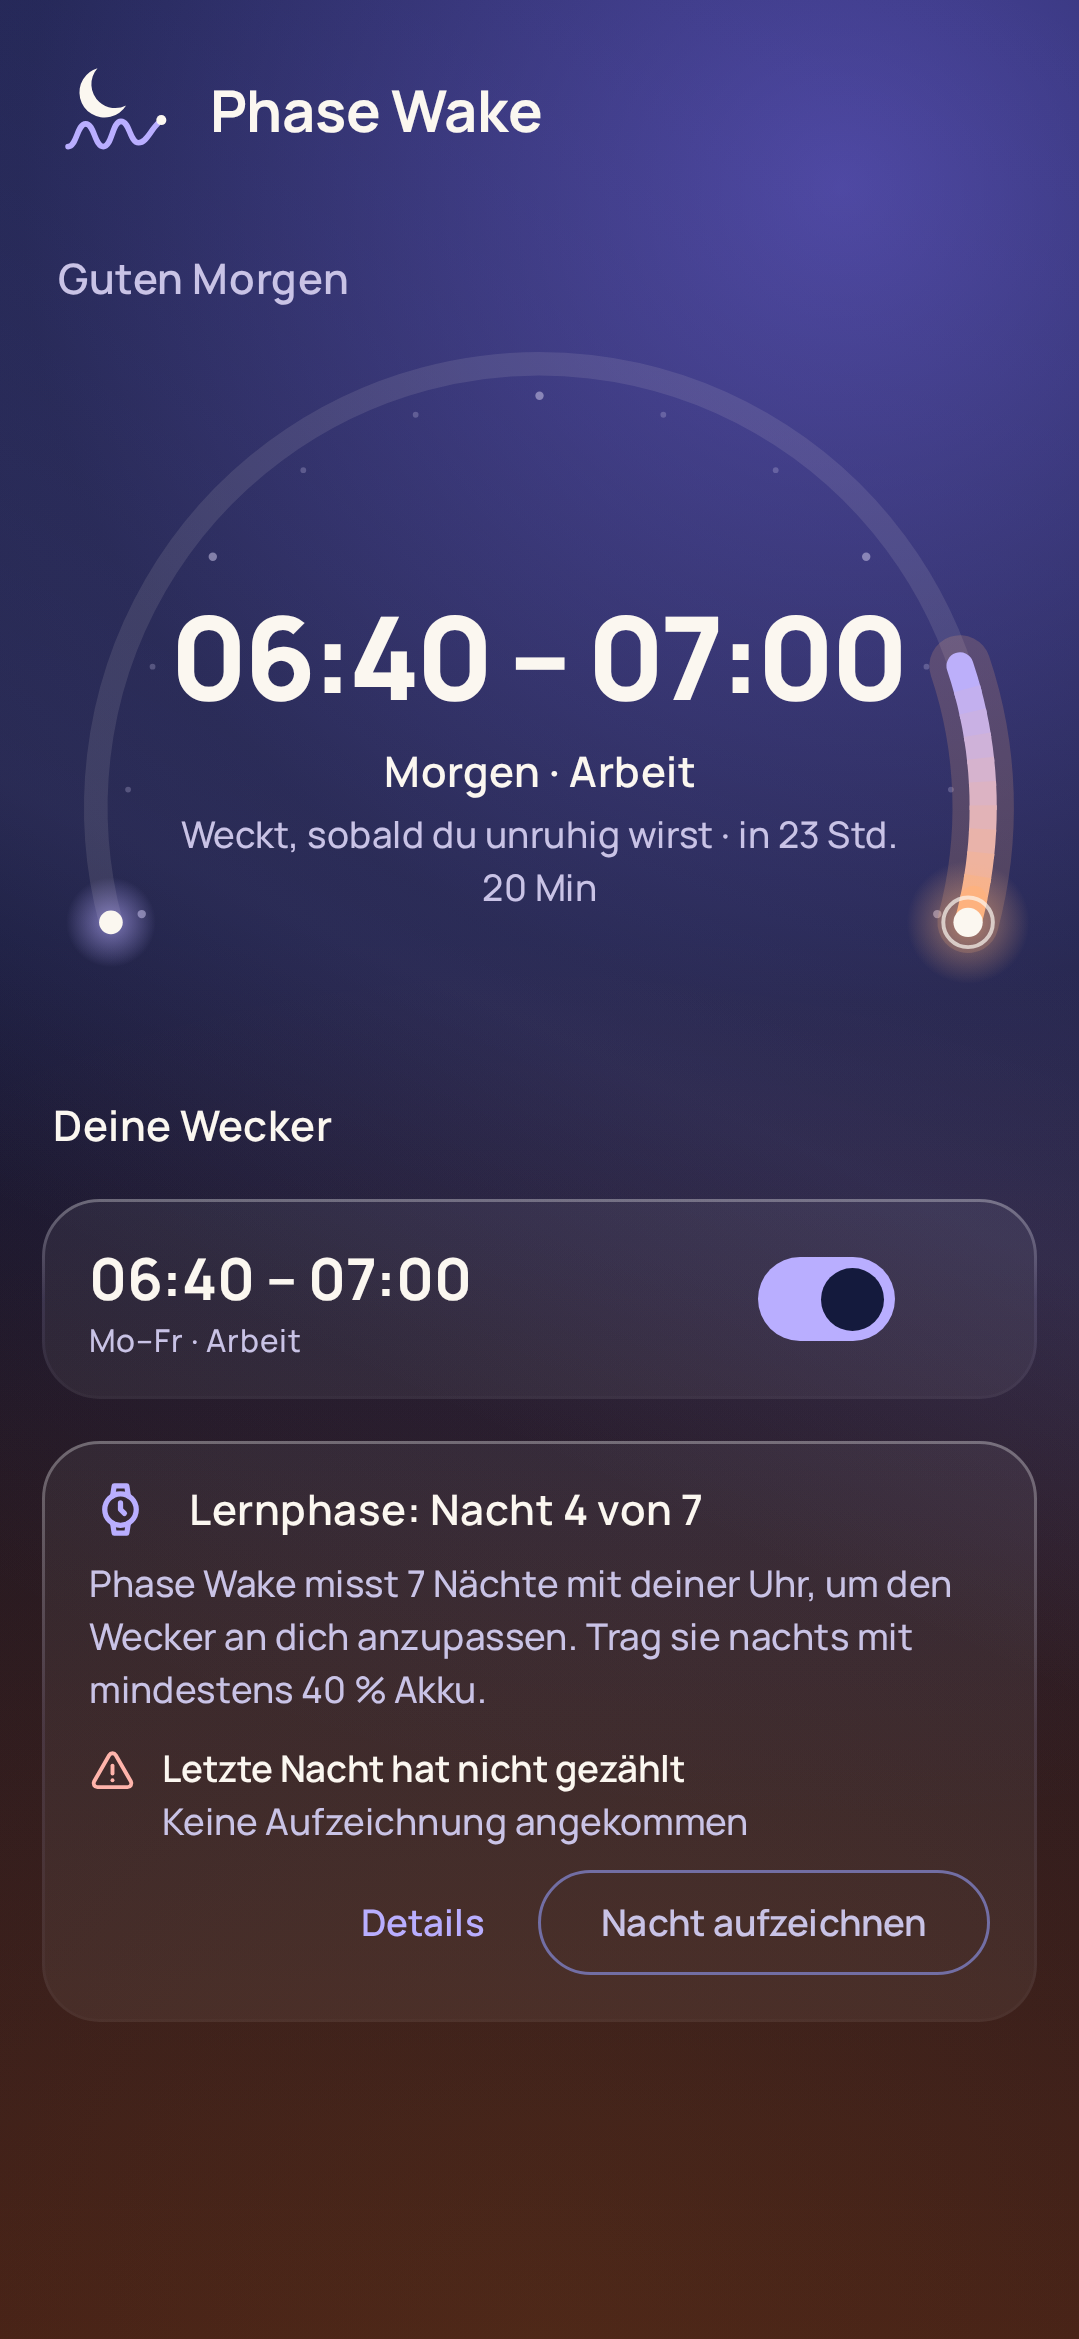 Phase Wake
Guten Morgen
06:40 – 07:00
Morgen · Arbeit
Weckt, sobald du unruhig wirst · in 23 Std.
20 Min
Deine Wecker
06:40 – 07:00
Mo–Fr · Arbeit
Lernphase: Nacht 4 von 7
Phase Wake misst 7 Nächte mit deiner Uhr, um den
Wecker an dich anzupassen. Trag sie nachts mit
mindestens 40 % Akku.
Letzte Nacht hat nicht gezählt
Keine Aufzeichnung angekommen
Details
Nacht aufzeichnen